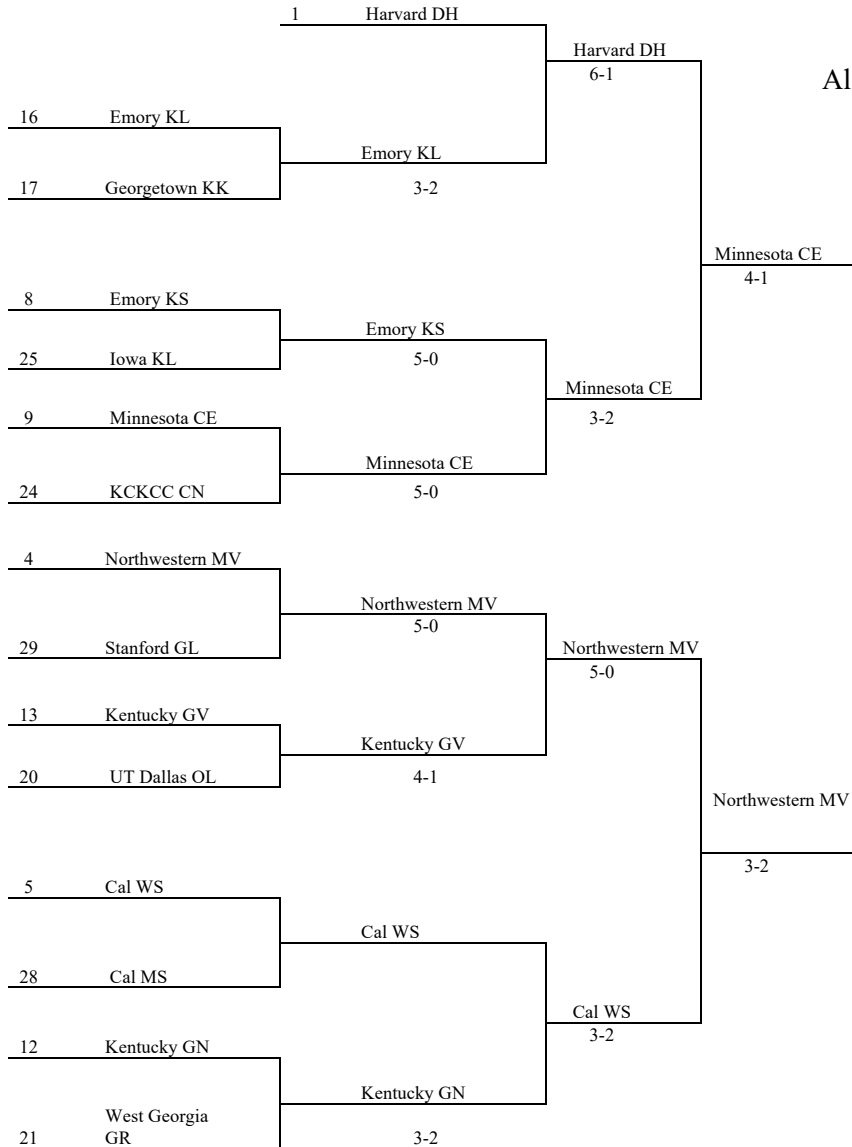 1 Harvard DH
Harvard DH
6-1
Al
16 Emory KL
Emory KL
17 Georgetown KK
3-2
Minnesota CE
4-1
8 Emory KS
Emory KS
25 Iowa KL
5-0
Minnesota CE
9 Minnesota CE
3-2
Minnesota CE
24 KCKCC CN
5-0
4 Northwestern MV
Northwestern MV
5-0
29 Stanford GL
Northwestern MV
5-0
13 Kentucky GV
Kentucky GV
20 UT Dallas OL
4-1
Northwestern MV
3-2
5 Cal WS
Cal WS
28 Cal MS
Cal WS
3-2
12 Kentucky GN
Kentucky GN
West Georgia
21 GR
3-2